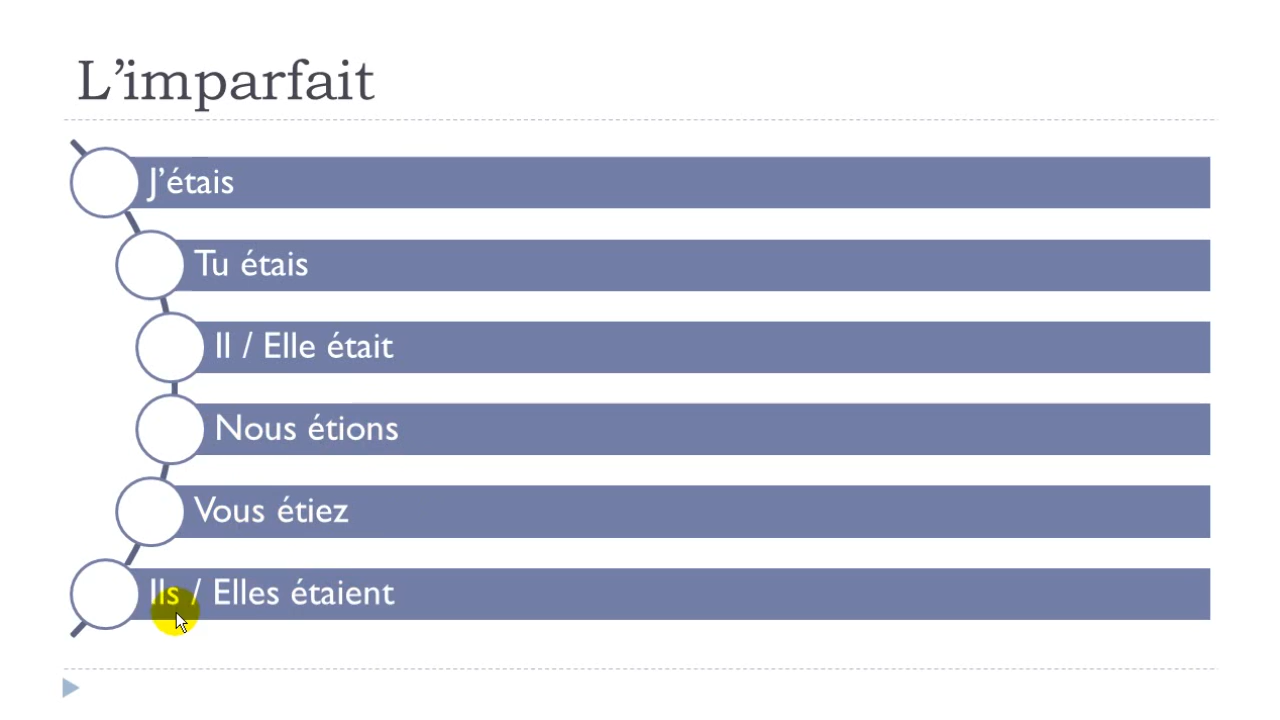 L’imparfait
J’étais
Tu étais
Il / Elle était
Nous étions
Vous étiez
Ils / Elles étaient